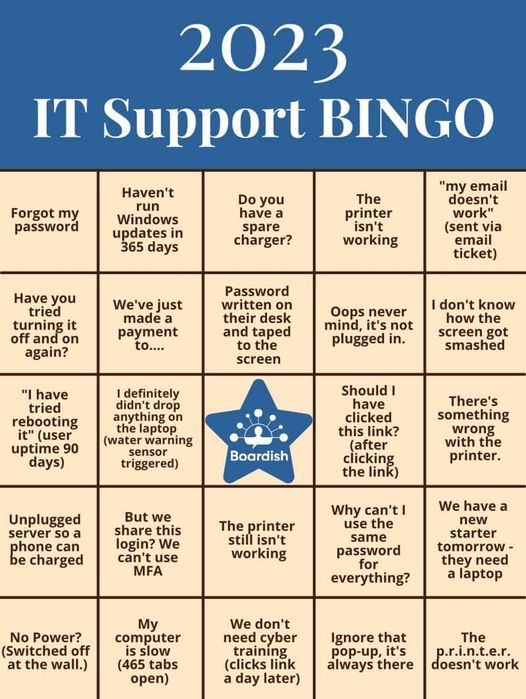 2023
IT Support BINGO
Forgot my
password
Haven't
run
Windows
updates in
365 days
Do you
have a
spare
charger?
The
printer
isn't
working
"my email
doesn't
work"
(sent via
email
ticket)
Have you
tried
turning it
off and on
again?
We've just
made a
payment
to....
Password
written on
their desk
and taped
to the
screen
Oops never
mind, it's not
plugged in.
I don't know
how the
screen got
smashed
"I have
tried
rebooting
it" (user
uptime 90
days)
I definitely
didn't drop
anything on
the laptop
(water warning
sensor
triggered)
Boardish
Should I
have
clicked
this link?
(after
clicking
the link)
There's
something
wrong
with the
printer.
Unplugged
server so a
phone can
be charged
But we
share this
login? We
can't use
MFA
The printer
still isn't
working
Why can't I
use the
same
password
for
everything?
We have a
new
starter
tomorrow -
they need
a laptop
No Power?
(Switched off
at the wall.)
My
computer
is slow
(465 tabs
open)
We don't
need cyber
training
(clicks link
a day later)
Ignore that
pop-up, it's
always there
The
p.r.i.n.t.e.r.
doesn't work